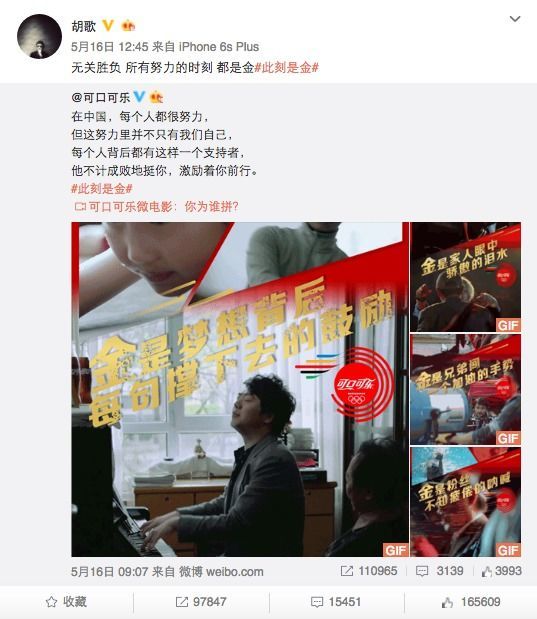 胡歌
5月16日 12:45 来自 iPhone 6s Plus
无关胜负 所有努力的时刻 都是金#此刻是金#
@可口可乐
在中国，每个人都很努力，
但这努力里并不只有我们自己，
每个人背后都有这样一个支持者，
他不计成败地挺你，激励着你前行。
#此刻是金#
可口可乐微电影：你为谁拼？
金是梦想背后
每句撑下去的鼓励
可口可乐
GIF
金是家人眼中
骄傲的泪水
GIF
金是兄弟间
一个加油的手势
GIF
金是粉丝
不知疲倦的呐喊
GIF
5月16日 09:07 来自 微博 weibo.com
110965
3139
3993
收藏
97847
15451
165609